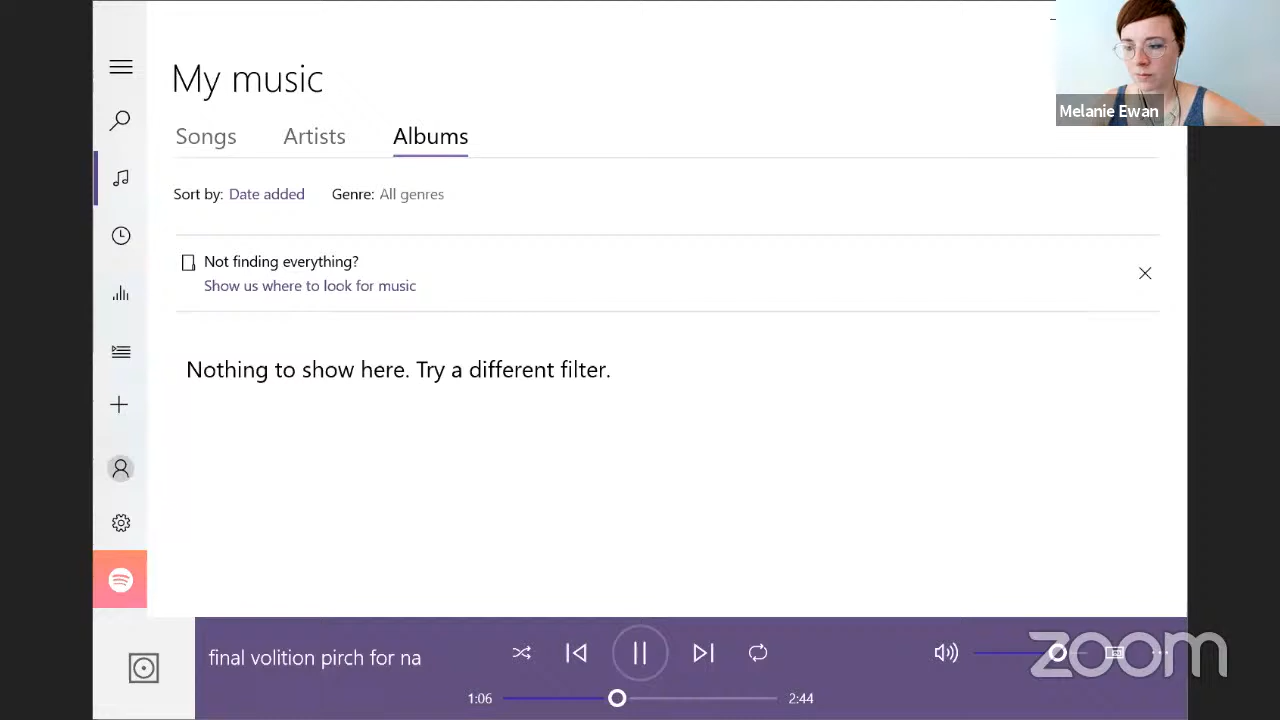 My music
Melanie Ewan
Songs Artists Albums
Sort by: Date added Genre: All genres
Not finding everything?
Show us where to look for music
Nothing to show here. Try a different filter.
final volition pirch for na
1:06 2:44
zoom